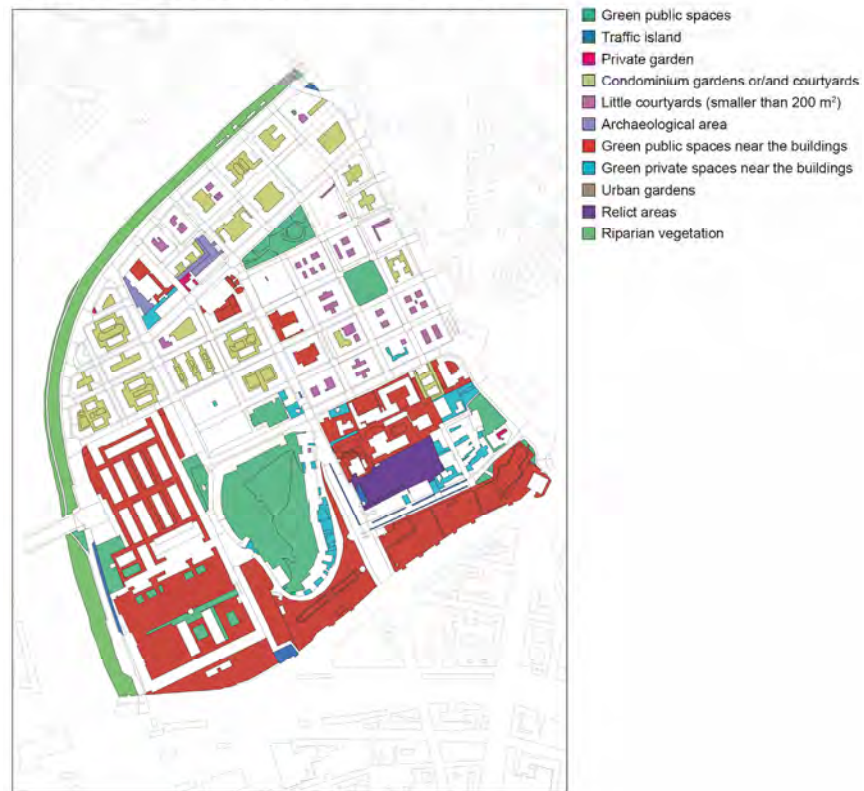 Green public spaces
Traffic island
Private garden
Condominium gardens or/and courtyards
Little courtyards (smaller than 200 m²)
Archaeological area
Green public spaces near the buildings
Green private spaces near the buildings
Urban gardens
Relict areas
Riparian vegetation